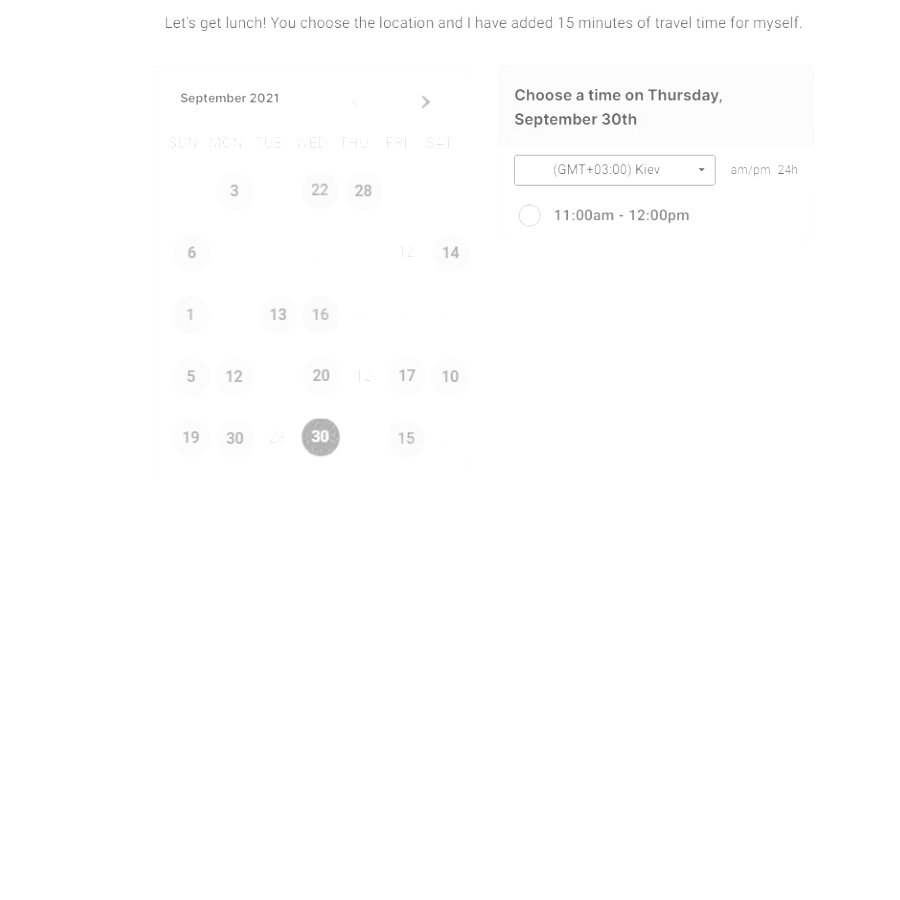 Let's get lunch! You choose the location and I have added 15 minutes of travel time for myself.
September 2021
SUN MON TUE WED THU FRI SAT
3 22 28
6 12 14
1 13 16
5 12 20 12 17 10
19 30 23 30 15
Choose a time on Thursday,
September 30th
(GMT+03:00) Kiev am/pm 24h
11:00am - 12:00pm